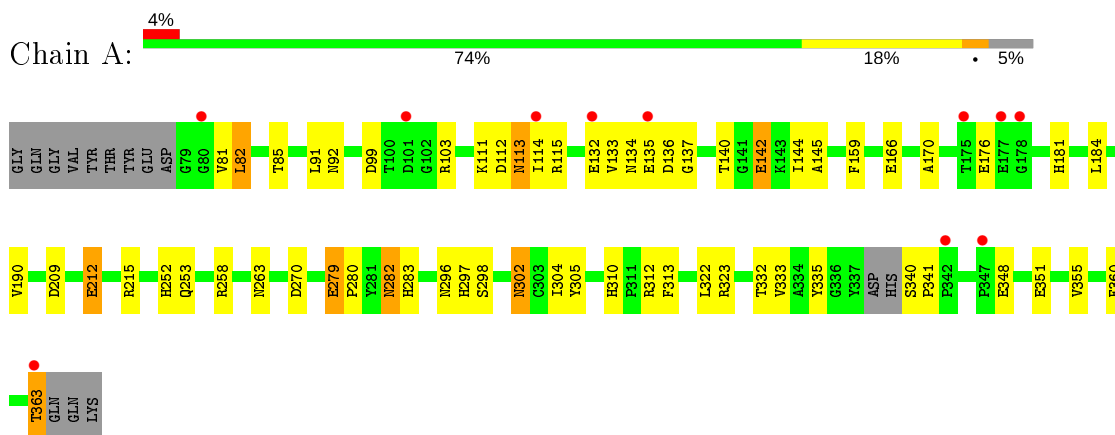 4%
Chain A:
74% 18% • 5%
GLY GLN GLY VAL TYR THR TYR GLU ASP G79 G80 V81 L82 T85 L91 N92 D99 T100 D101 G102 R103 K111 D112 N113 I114 R115 E132 V133 N134 E135 D136 G137 T140 G141 E142 K143 I144 A145 F159 E166 A170 T175 E176 E177 G178 H181 L184
V190 D209 E212 R215 H252 Q253 R258 N263 D270 E279 P280 Y281 N282 H283 N296 H297 S298 N302 C303 I304 Y305 H310 P311 R312 F313 L322 R323 T332 V333 A334 Y335 G336 Y337 ASP HIS S340 P341 P342 P347 E348 E351 V355
T363 GLN GLN LYS